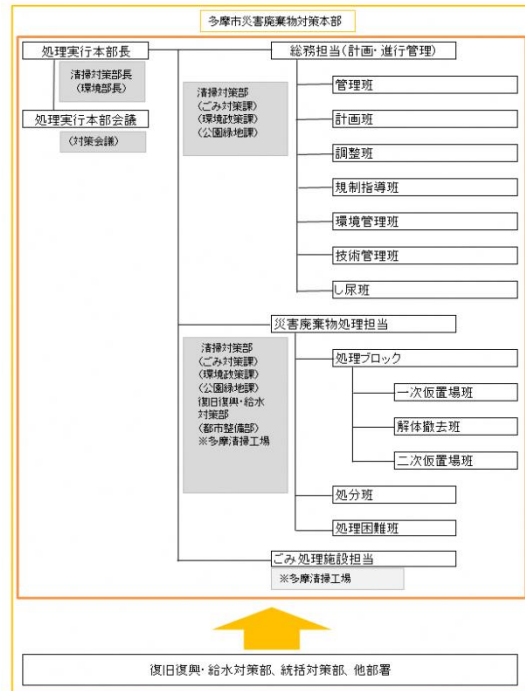 多摩市災害廃棄物対策本部
処理実行本部長
清掃対策部長
(環境部長)
処理実行本部会議
(対策会議)
総務担当(計画・進行管理)
清掃対策部
(ごみ対策課)
(環境政策課)
(公園緑地課)
管理班
計画班
調整班
規制指導班
環境管理班
技術管理班
し尿班
災害廃棄物処理担当
清掃対策部
(ごみ対策課)
(環境政策課)
(公園緑地課)
復旧復興・給水
対策部
(都市整備部)
※多摩清掃工場
処理ブロック
一次仮置場班
解体撤去班
二次仮置場班
処分班
処理困難班
ごみ処理施設担当
※多摩清掃工場
復旧復興・給水対策部、統括対策部、他部署